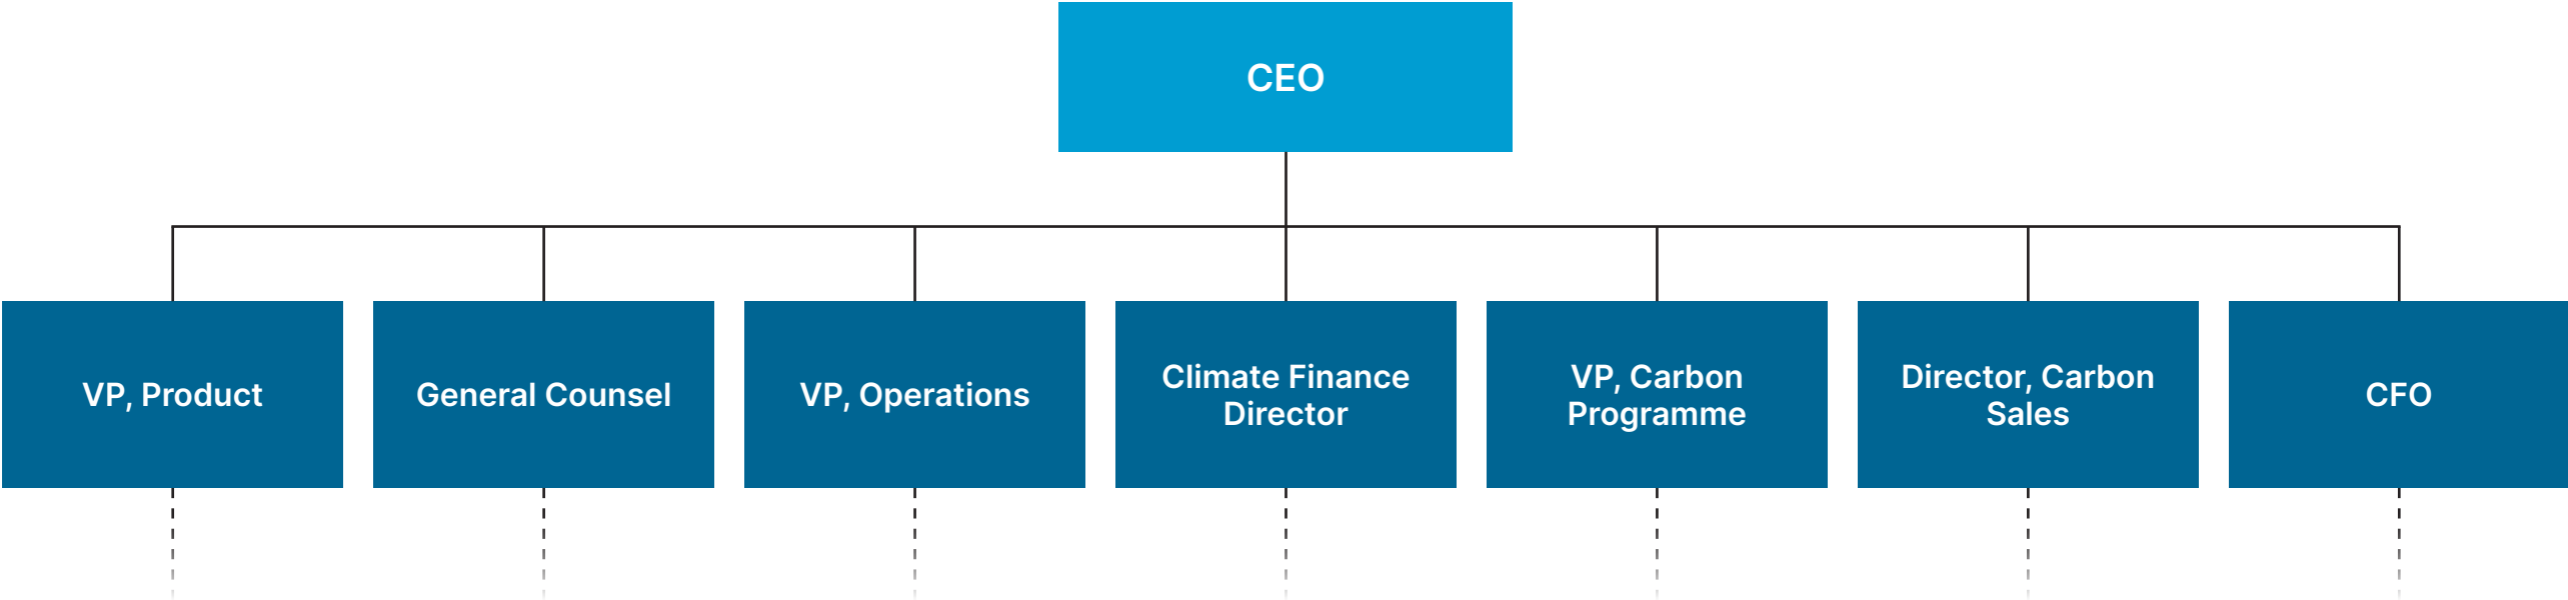 CEO
VP, Product
General Counsel
VP, Operations
Climate Finance
Director
VP, Carbon
Programme
Director, Carbon
Sales
CFO